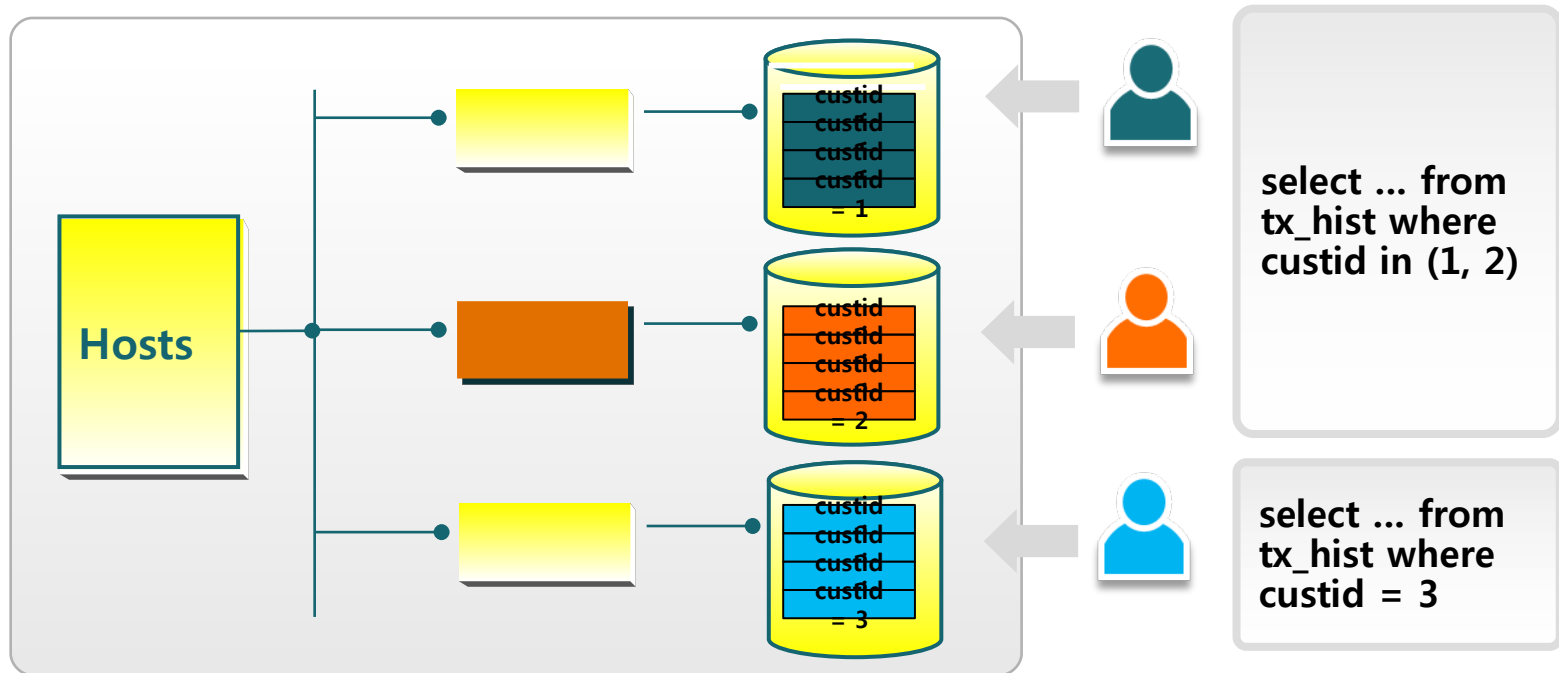 Hosts
custid
custid
custid
custid
= 1
custid
custid
custid
custid
= 2
custid
custid
custid
custid
= 3
select ... from
tx_hist where
custid in (1, 2)
select ... from
tx_hist where
custid = 3